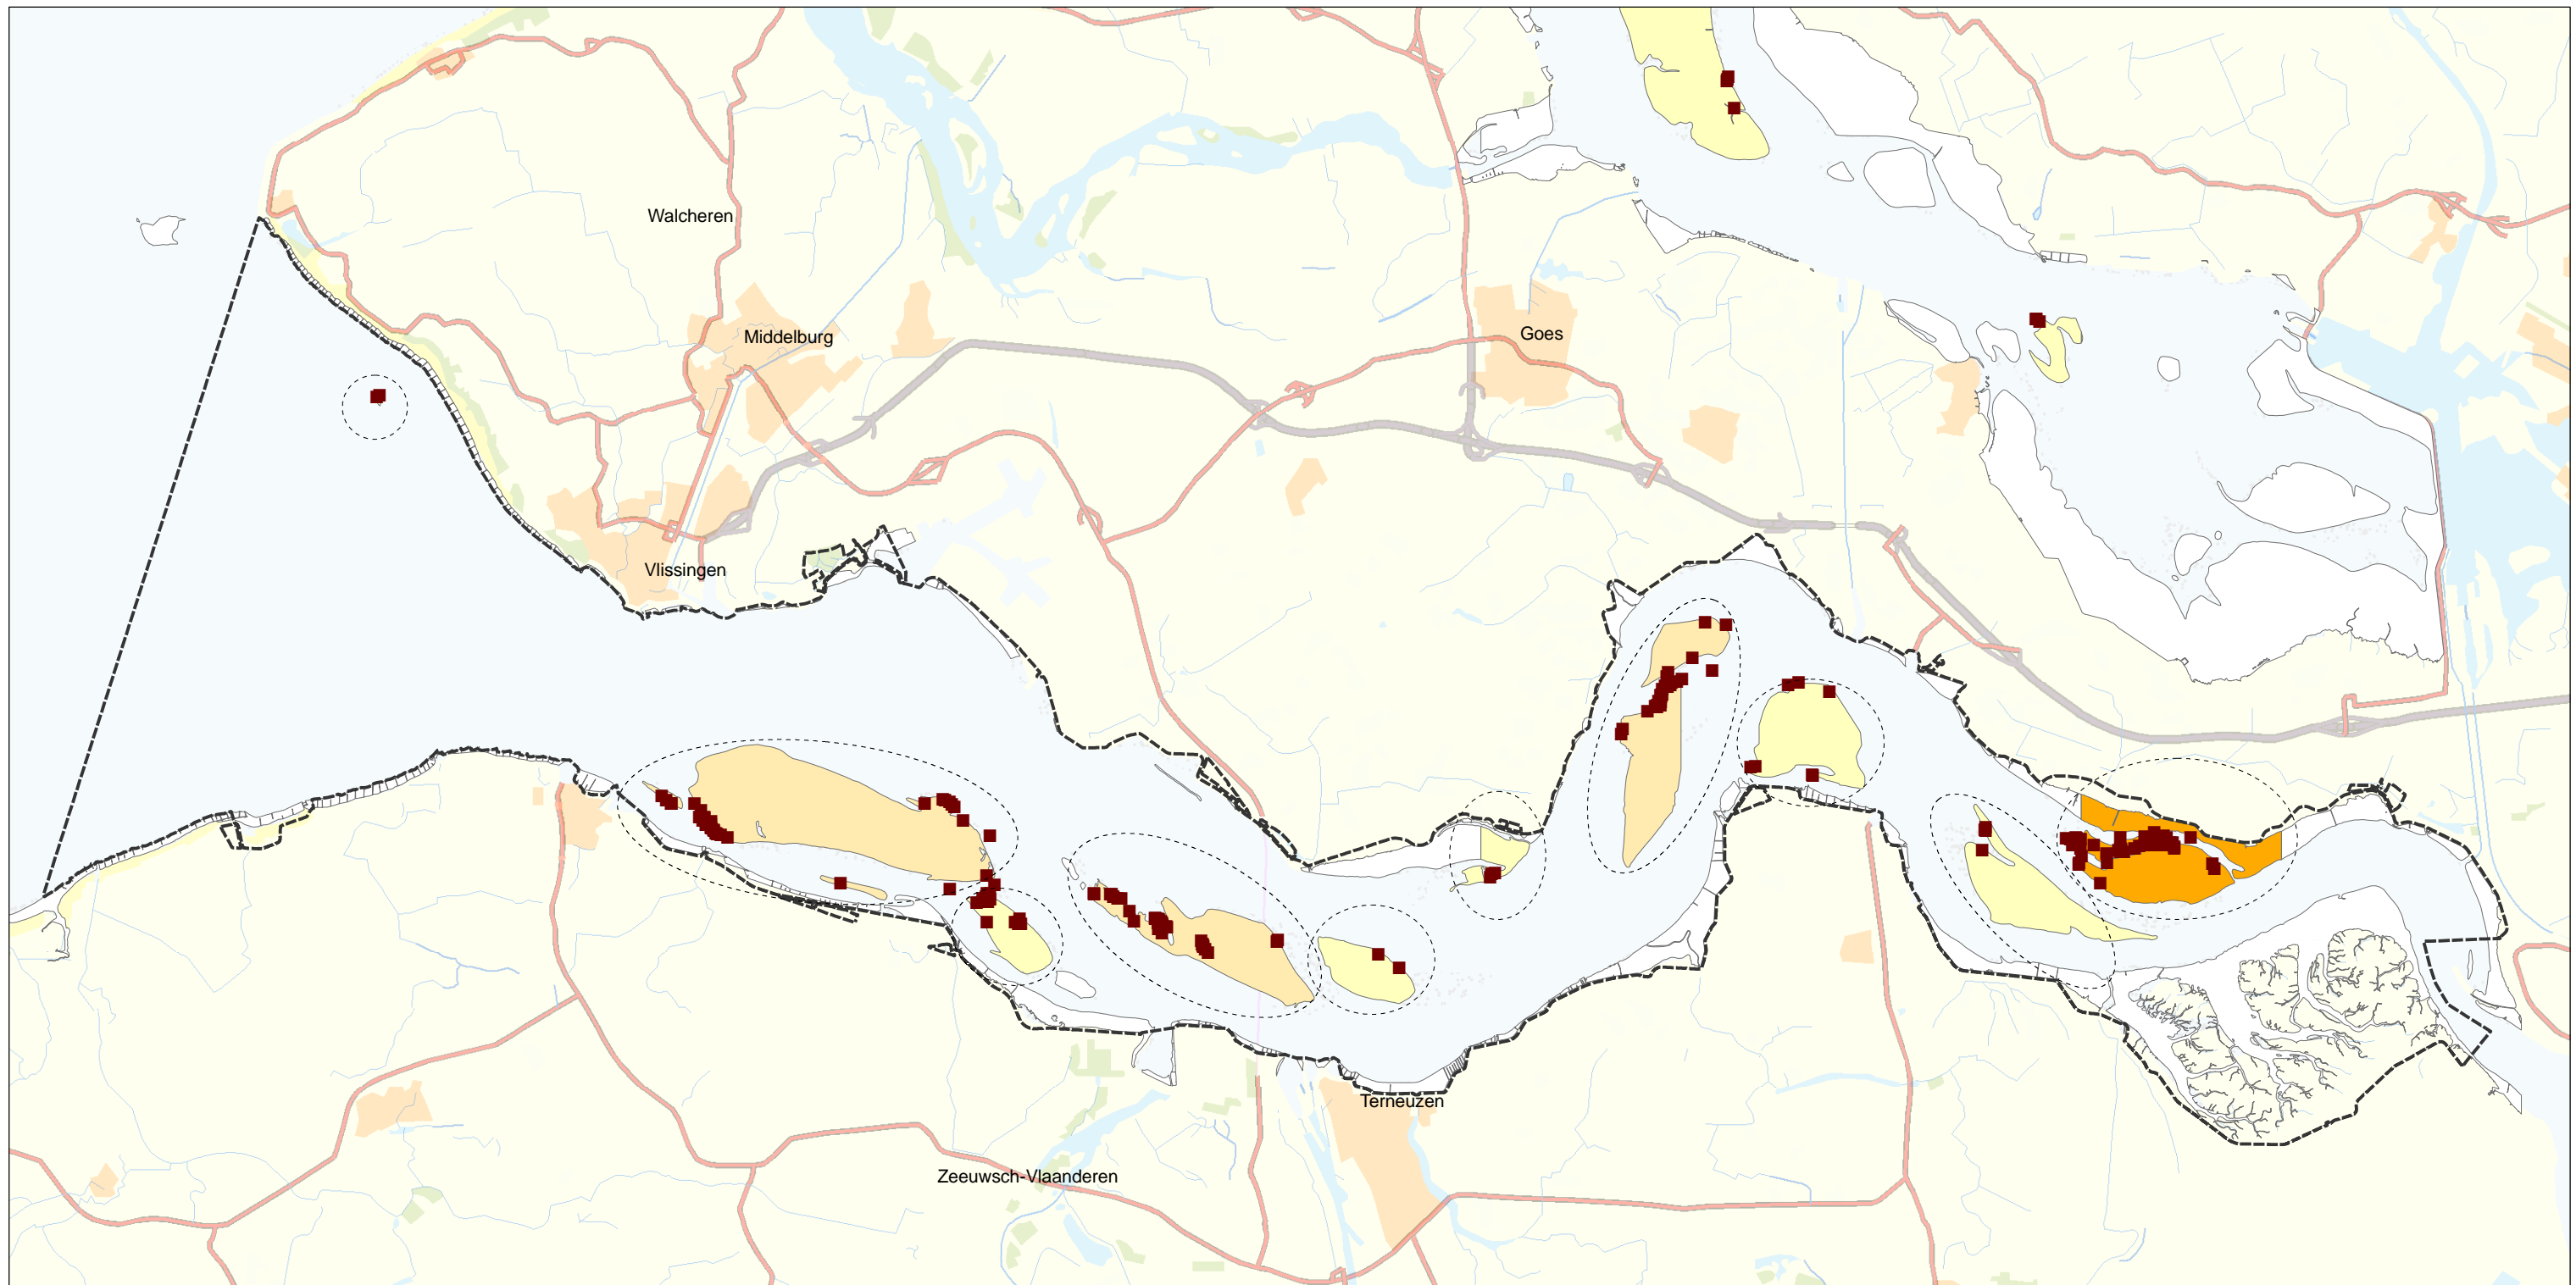 Walcheren
Middelburg
Goes
Vlissingen
Terneuzen
Zeeuwsch-Vlaanderen